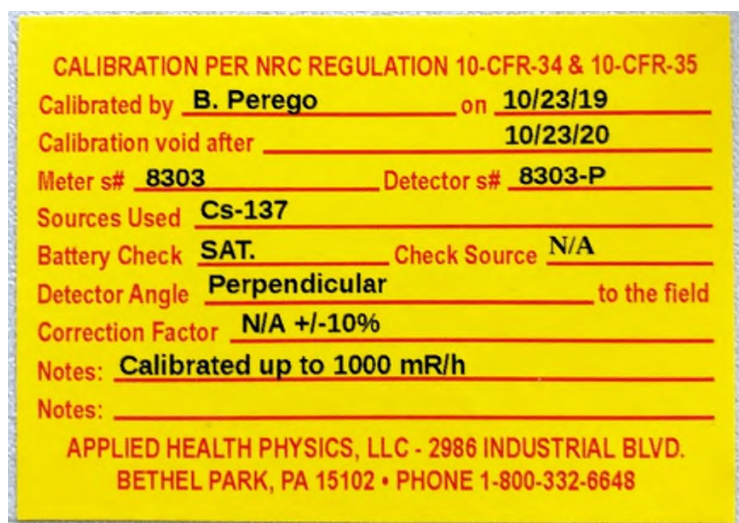 CALIBRATION PER NRC REGULATION 10-CFR-34 & 10-CFR-35
Calibrated by B. Perego on 10/23/19
Calibration void after 10/23/20
Meter s# 8303 Detector s# 8303-P
Sources Used Cs-137
Battery Check SAT. Check Source N/A
Detector Angle Perpendicular to the field
Correction Factor N/A +/-10%
Notes: Calibrated up to 1000 mR/h
Notes:
APPLIED HEALTH PHYSICS, LLC - 2986 INDUSTRIAL BLVD.
BETHEL PARK, PA 15102 • PHONE 1-800-332-6648